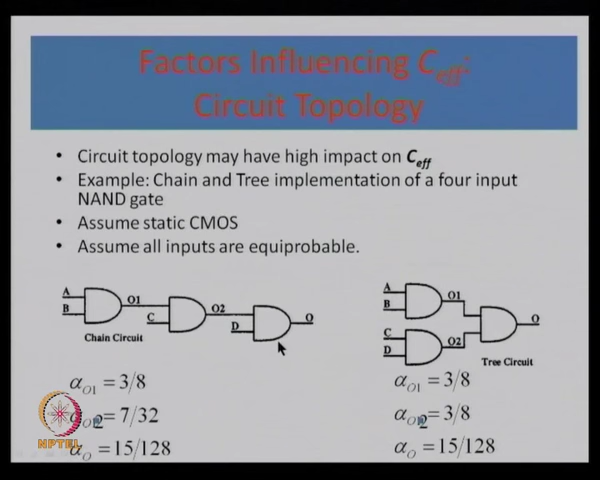 Factors Influencing Ceff:
Circuit Topology
• Circuit topology may have high impact on Ceff
• Example: Chain and Tree implementation of a four input
NAND gate
• Assume static CMOS
• Assume all inputs are equiprobable.
A
B
O1
C
O2
D
O
Chain Circuit
A
B
O1
C
D
O2
O
Tree Circuit
αO1 = 3/8
αO2 = 7/32
αO = 15/128
αO1 = 3/8
αO2 = 3/8
αO = 15/128
NPTEL